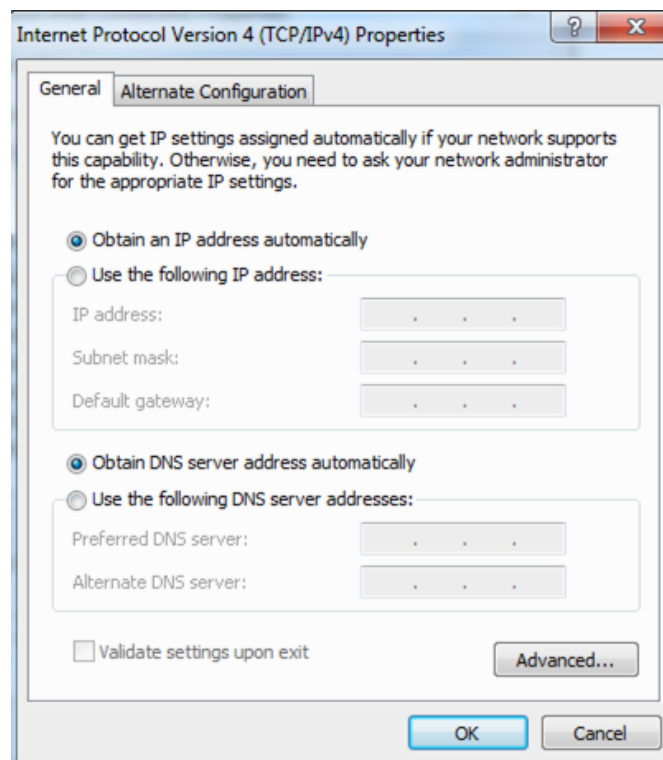 Internet Protocol Version 4 (TCP/IPv4) Properties
General
Alternate Configuration
You can get IP settings assigned automatically if your network supports
this capability. Otherwise, you need to ask your network administrator
for the appropriate IP settings.
Obtain an IP address automatically
Use the following IP address:
IP address:
Subnet mask:
Default gateway:
Obtain DNS server address automatically
Use the following DNS server addresses:
Preferred DNS server:
Alternate DNS server:
Validate settings upon exit
Advanced...
OK
Cancel